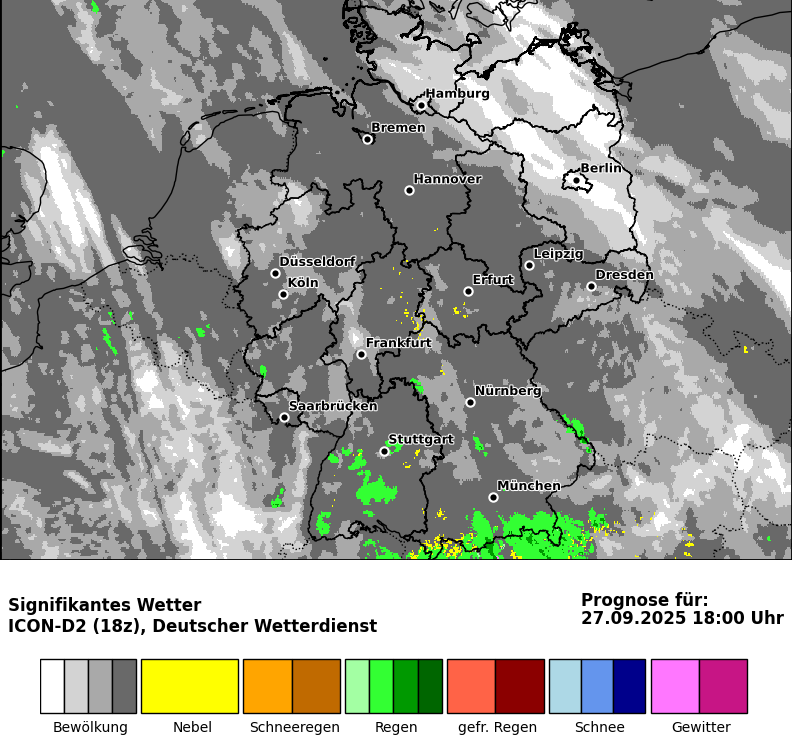 Hamburg
Bremen
Berlin
Hannover
Leipzig
Düsseldorf
Dresden
Köln
Erfurt
Frankfurt
Nürnberg
Saarbrücken
Stuttgart
München
Signifikantes Wetter
ICON-D2 (18z), Deutscher Wetterdienst
Prognose für:
27.09.2025 18:00 Uhr
Bewölkung
Nebel
Schneeregen
Regen
gefr. Regen
Schnee
Gewitter